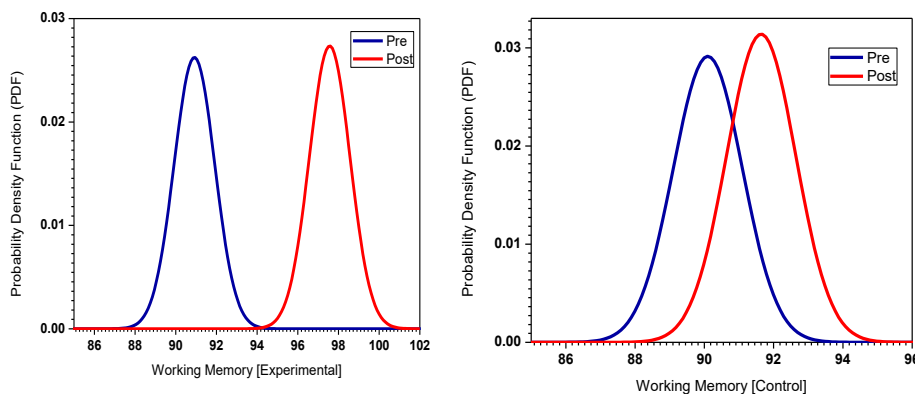 0.03
0.02
0.01
0.00
Probability Density Function (PDF)
Pre
Post
86 88 90 92 94 96 98 100 102
Working Memory [Experimental]
0.03
0.02
0.01
0.00
Probability Density Function (PDF)
Pre
Post
86 88 90 92 94 96
Working Memory [Control]